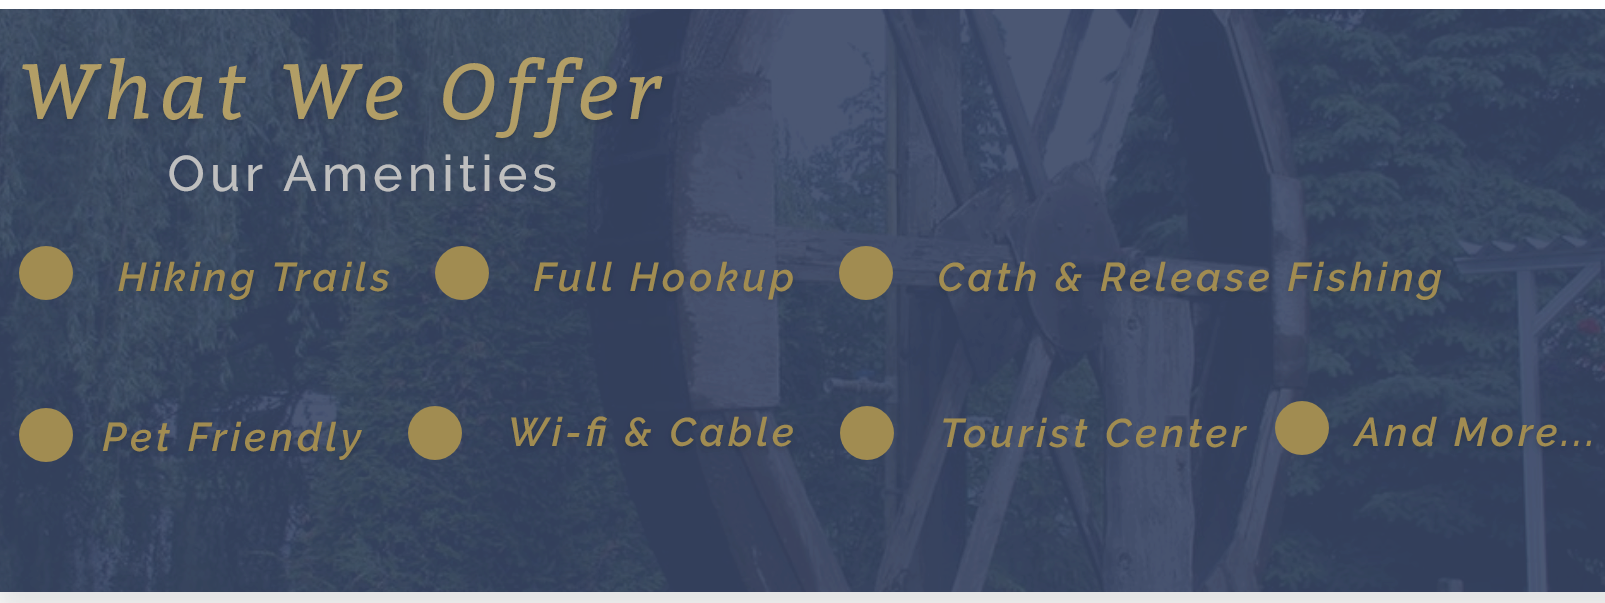 What We Offer
Our Amenities
Hiking Trails
Full Hookup
Cath & Release Fishing
Pet Friendly
Wi-fi & Cable
Tourist Center
And More...